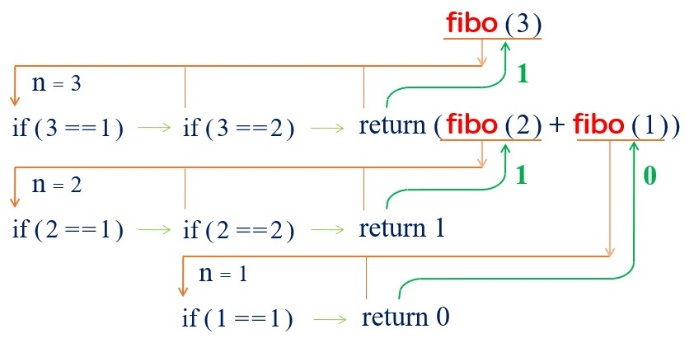 fibo (3)
n = 3
1
if (3 ==1) → if (3 ==2) → return (fibo (2) + fibo (1))
n = 2
1
0
if (2 ==1) → if (2 ==2) → return 1
n = 1
if (1 ==1) → return 0